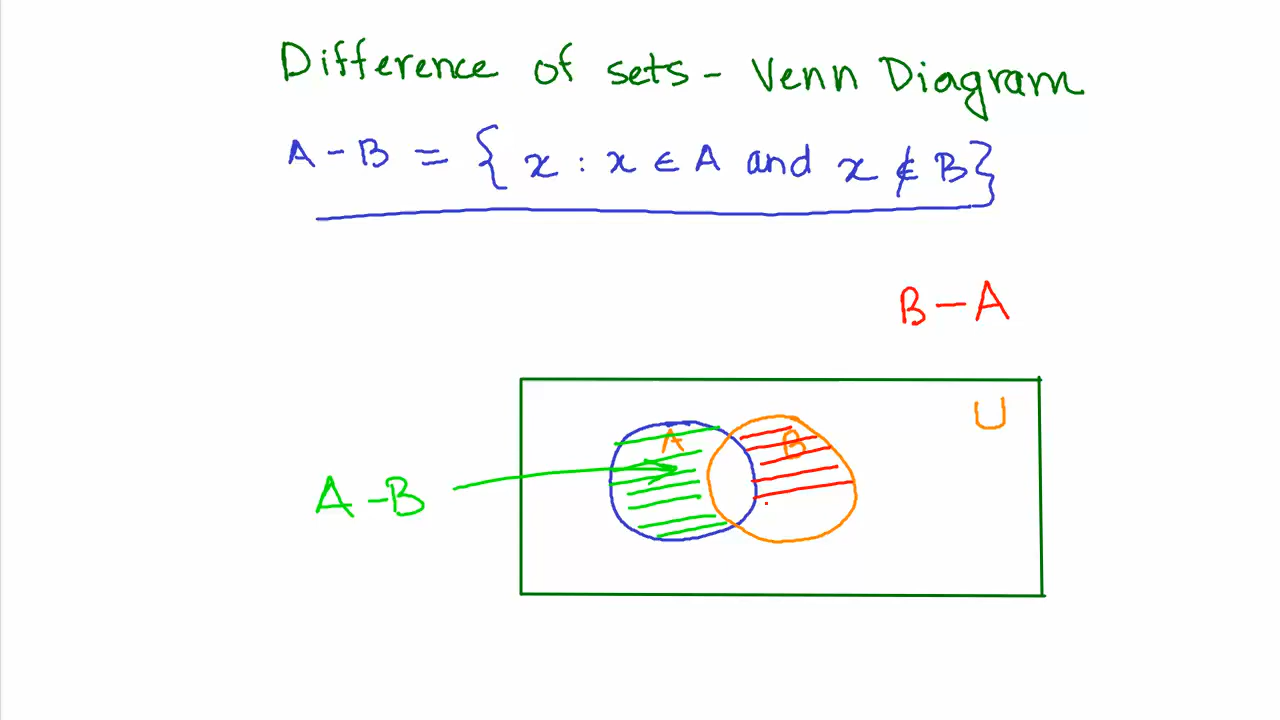 Difference of sets - Venn Diagram
A - B = { x : x ∈ A and x ∉ B }
B - A
U
A B
A - B